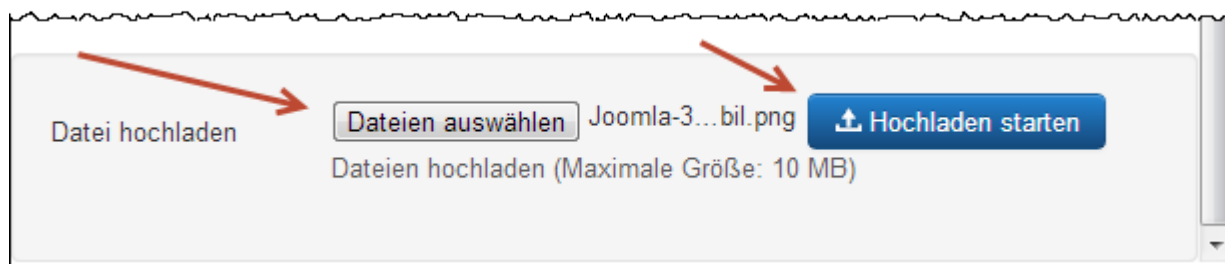 Datei hochladen Dateien auswählen Joomla-3...bil.png Hochladen starten
Dateien hochladen (Maximale Größe: 10 MB)